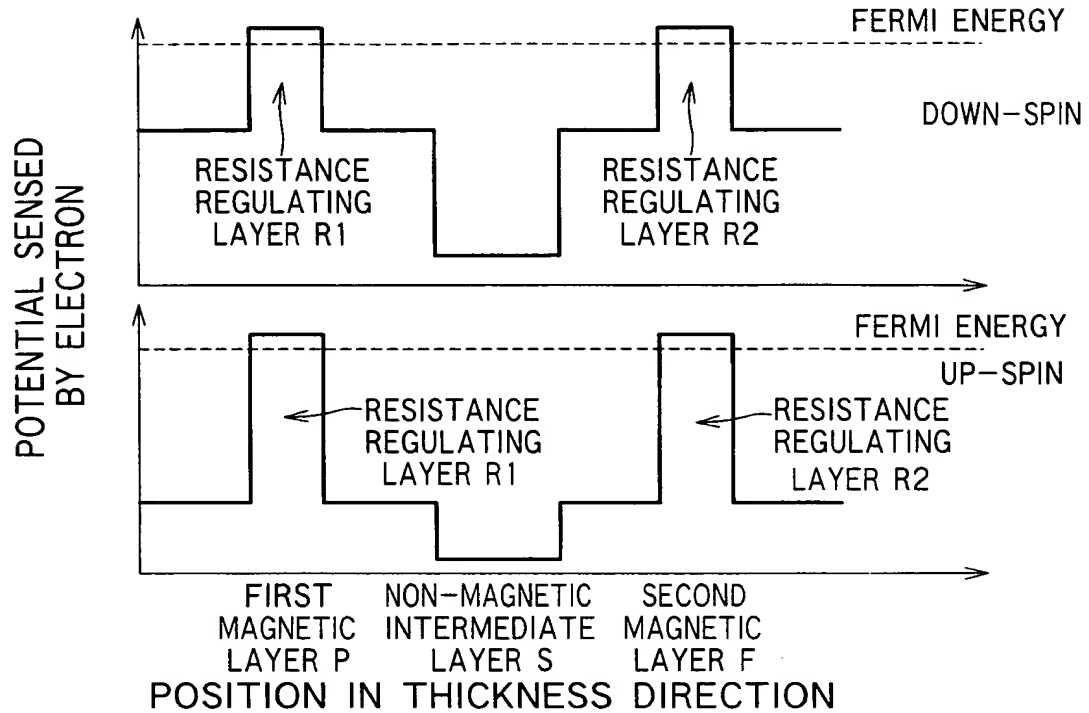 FERMI ENERGY
DOWN-SPIN
RESISTANCE
REGULATING
LAYER R1
RESISTANCE
REGULATING
LAYER R2
POTENTIAL SENSED
BY ELECTRON
FERMI ENERGY
UP-SPIN
RESISTANCE
REGULATING
LAYER R1
RESISTANCE
REGULATING
LAYER R2
FIRST
MAGNETIC
LAYER P
NON-MAGNETIC
INTERMEDIATE
LAYER S
SECOND
MAGNETIC
LAYER F
POSITION IN THICKNESS DIRECTION